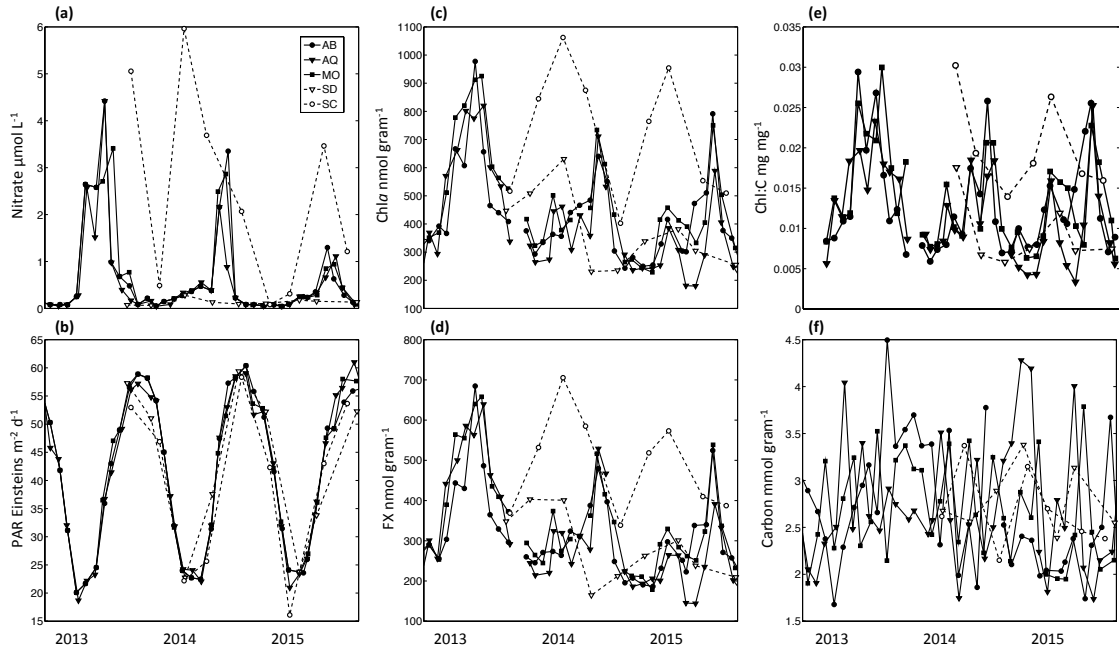 (a)
(c)
(e)
6
5
4
3
2
1
0
Nitrate µmol L⁻¹
AB
AQ
MO
SD
SC
1100
1000
900
800
700
600
500
400
300
200
100
Chla nmol gram⁻¹
0.035
0.03
0.025
0.02
0.015
0.01
0.005
0
Chl:C mg mg⁻¹
(b)
(d)
(f)
65
60
55
50
45
40
35
30
25
20
15
PAR Einsteins m⁻² d⁻¹
2013 2014 2015
800
700
600
500
400
300
200
100
FX nmol gram⁻¹
2013 2014 2015
4.5
4
3.5
3
2.5
2
1.5
Carbon mmol gram⁻¹
2013 2014 2015